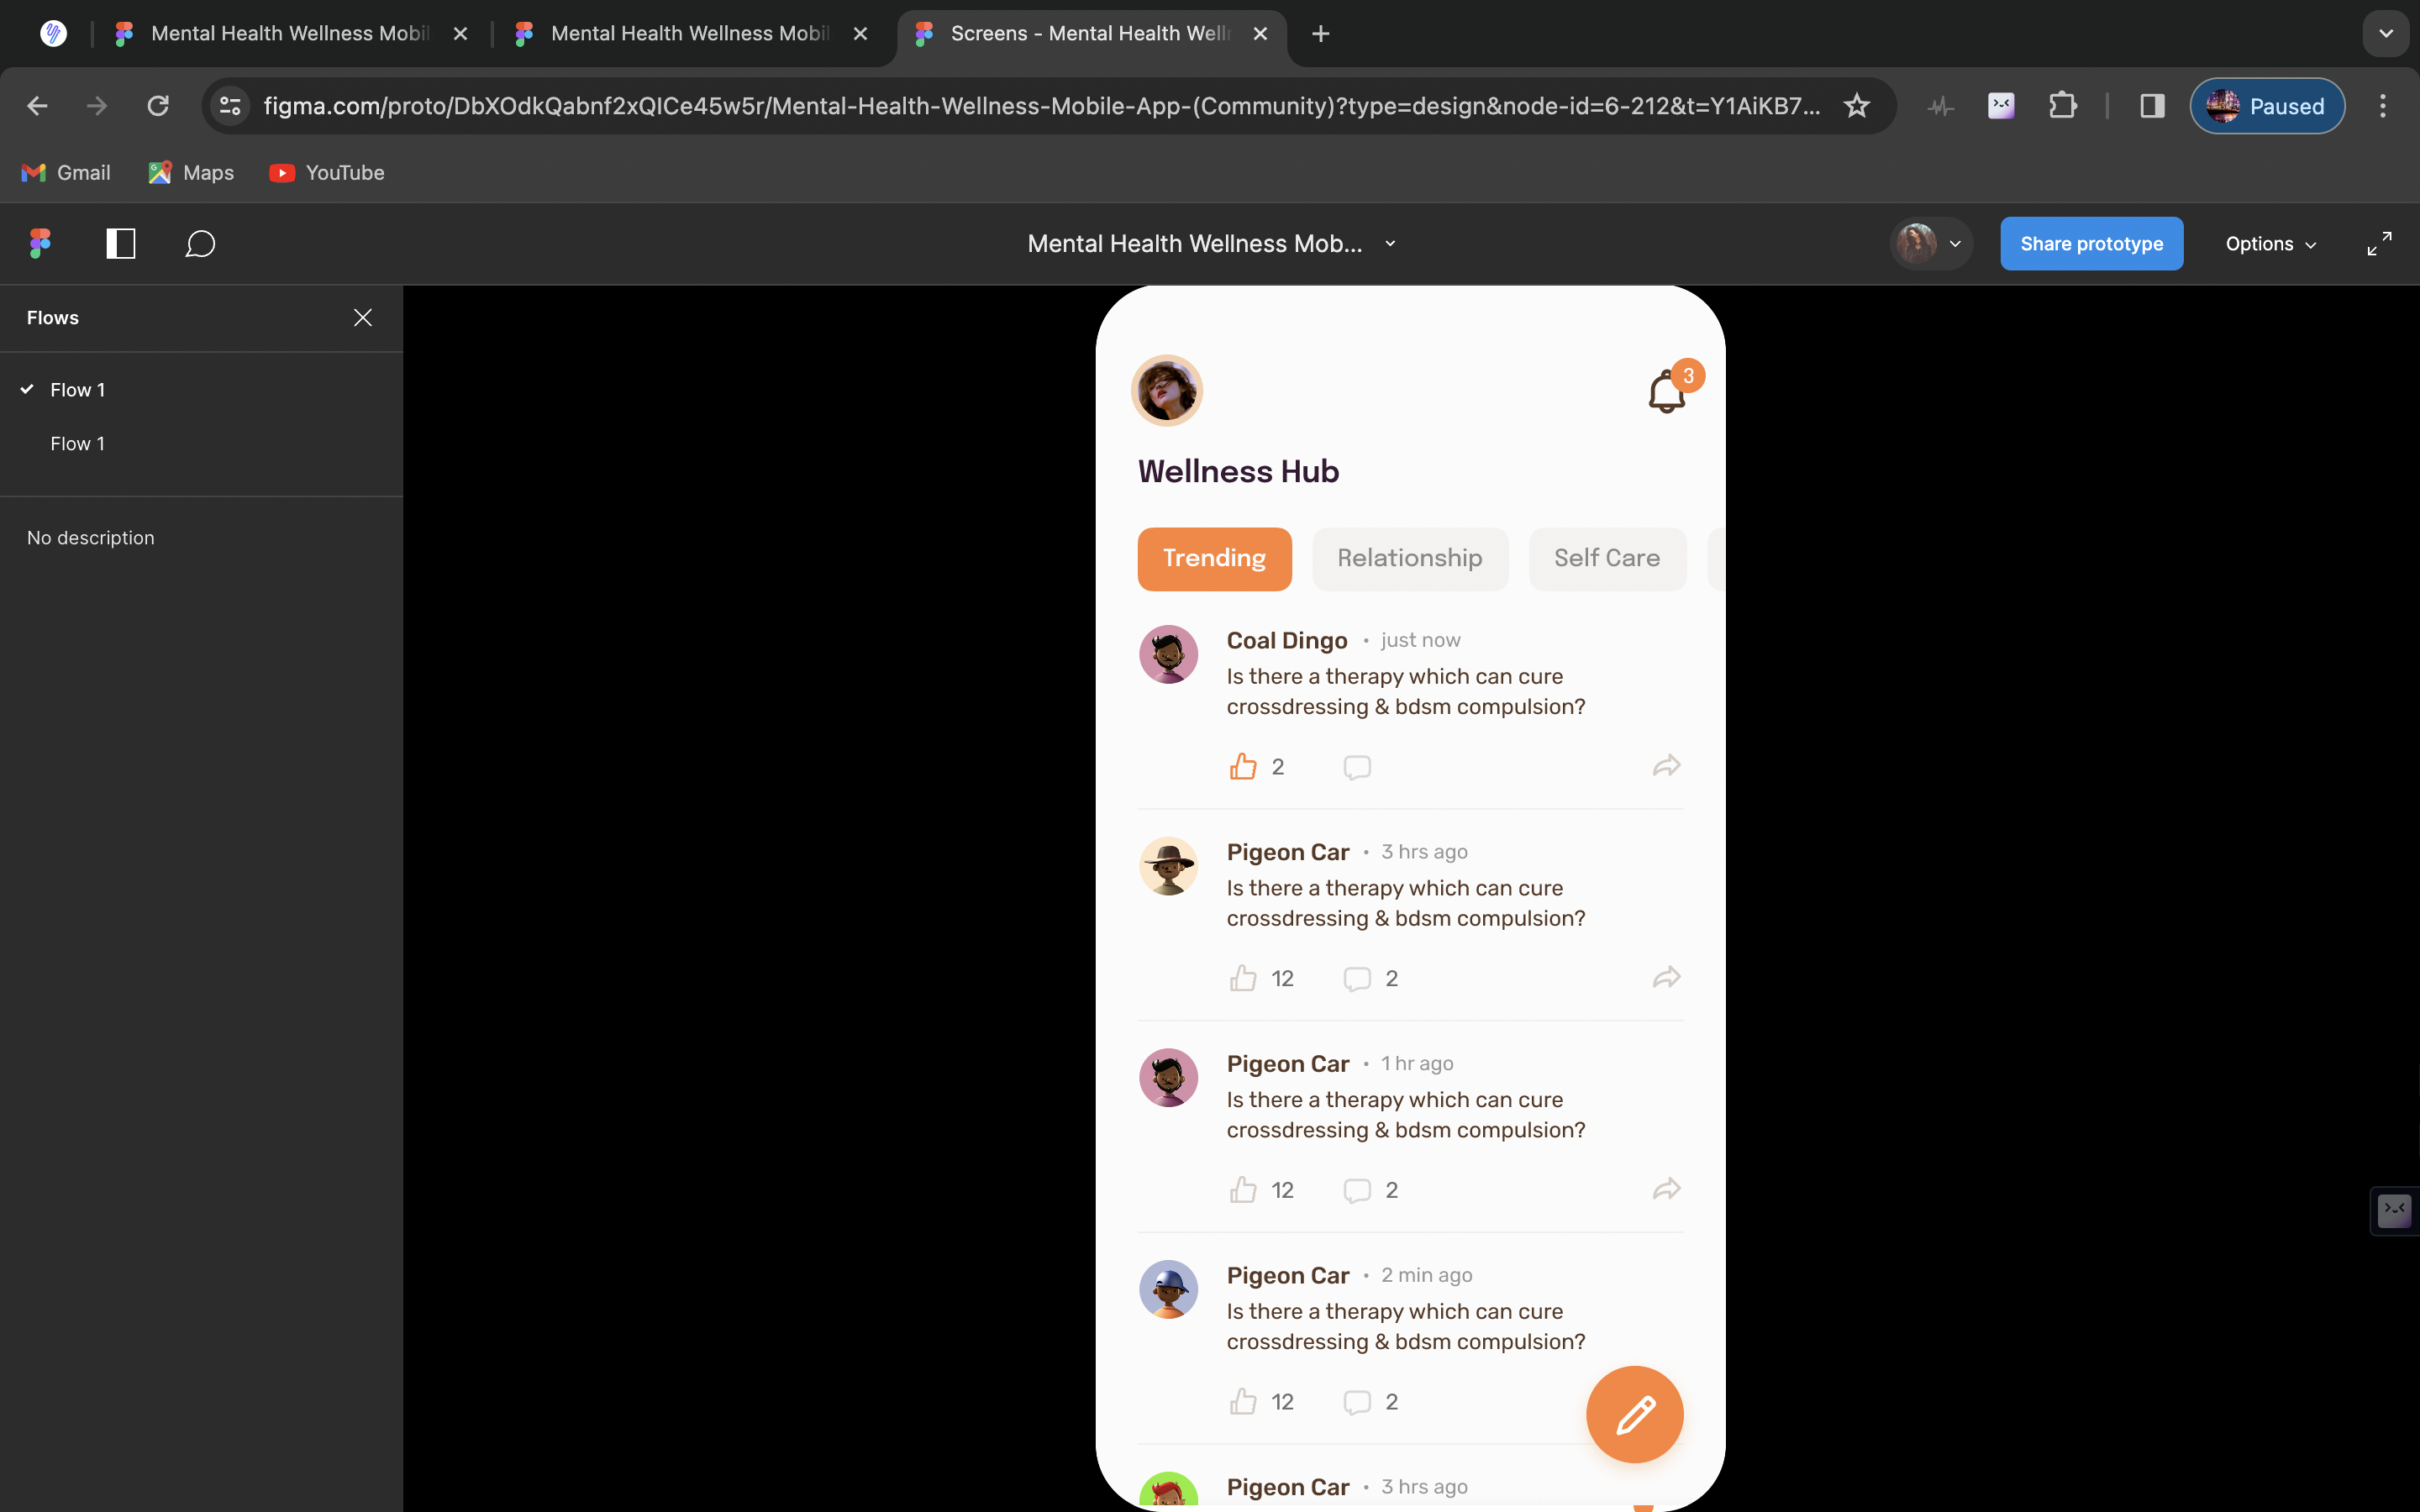 Mental Health Wellness Mobil
Mental Health Wellness Mobil
Screens - Mental Health Welln
figma.com/proto/DbXOdkQabnf2xQICe45w5r/Mental-Health-Wellness-Mobile-App-(Community)?type=design&node-id=6-212&t=Y1AiKB7...
Paused
Gmail
Maps
YouTube
Mental Health Wellness Mob...
Share prototype
Options
Flows
Flow 1
Flow 1
No description
3
Wellness Hub
Trending
Relationship
Self Care
Coal Dingo • just now
Is there a therapy which can cure
crossdressing & bdsm compulsion?
2
Pigeon Car • 3 hrs ago
Is there a therapy which can cure
crossdressing & bdsm compulsion?
12 2
Pigeon Car • 1 hr ago
Is there a therapy which can cure
crossdressing & bdsm compulsion?
12 2
Pigeon Car • 2 min ago
Is there a therapy which can cure
crossdressing & bdsm compulsion?
12 2
Pigeon Car • 3 hrs ago